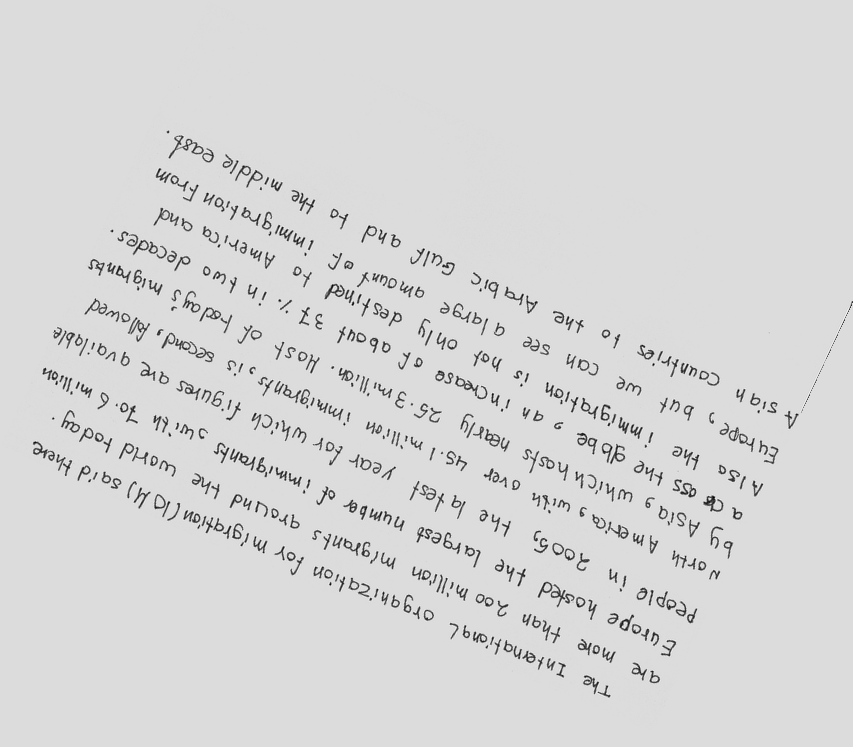 The International organization for migration (IOM) said there
are more than 200 million migrants around the world today.
Europe hosted the largest number of immigrants, with 70.6 million
people in 2005, the latest year for which figures are available
North America, with over 45.1 million immigrants, is second, followed
by Asia, which hosts nearly 25.3 million. Most of today's migrants
across the globe, an increase of about 37 % in two decades.
Also the immigration is not only destined to America and
Europe, but we can see a large amount of immigration from
Asian countries to the Arabic Gulf and to the middle east.